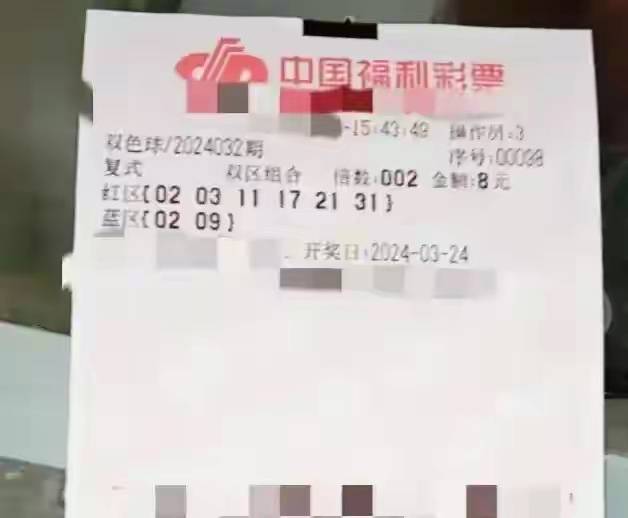 中国福利彩票
-15:43:49 操作员:3
双色球/2024032期 序号:00038
复式 双区组合 倍数:002 金额:8元
红区{02 03 11 17 21 31}
蓝区{02 09}
开奖日:2024-03-24